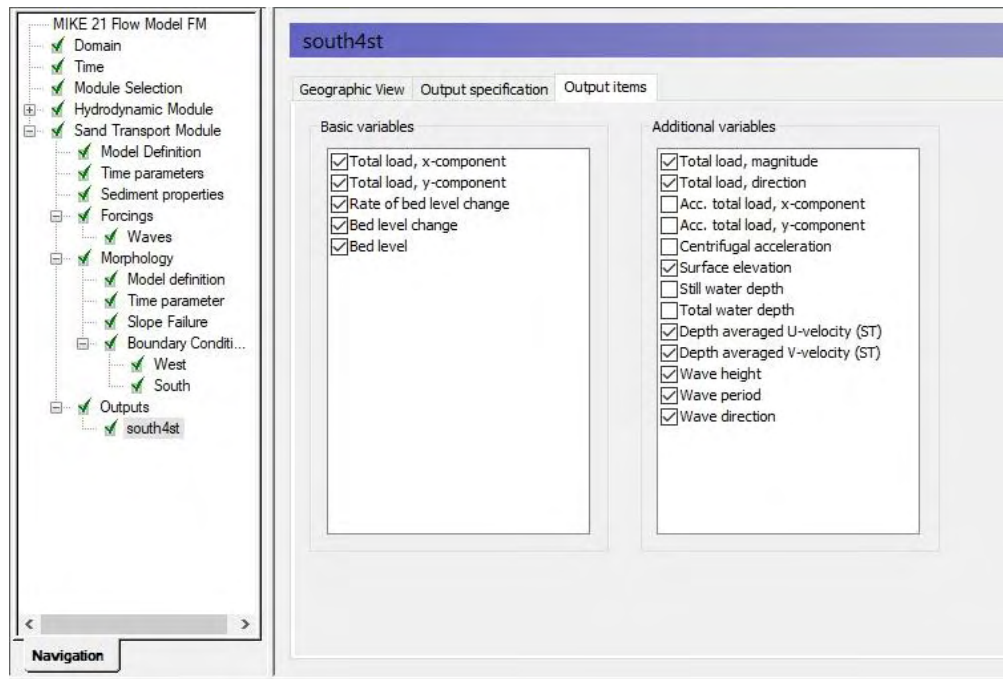 MIKE 21 Flow Model FM
Domain
Time
Module Selection
Hydrodynamic Module
Sand Transport Module
Model Definition
Time parameters
Sediment properties
Forcings
Waves
Morphology
Model definition
Time parameter
Slope Failure
Boundary Conditi...
West
South
Outputs
south4st
Navigation
south4st
Geographic View Output specification Output items
Basic variables
Total load, x-component
Total load, y-component
Rate of bed level change
Bed level change
Bed level
Additional variables
Total load, magnitude
Total load, direction
Acc. total load, x-component
Acc. total load, y-component
Centrifugal acceleration
Surface elevation
Still water depth
Total water depth
Depth averaged U-velocity (ST)
Depth averaged V-velocity (ST)
Wave height
Wave period
Wave direction